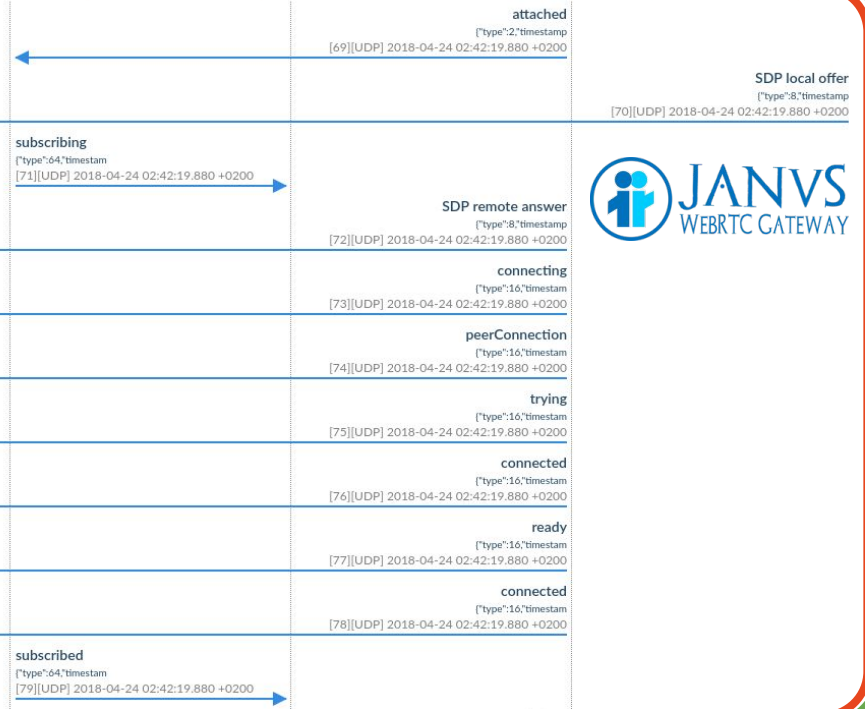 attached
{"type":2,"timestamp
[69][UDP] 2018-04-24 02:42:19.880 +0200
SDP local offer
{"type":8,"timestamp
[70][UDP] 2018-04-24 02:42:19.880 +0200
subscribing
{"type":64,"timestam
[71][UDP] 2018-04-24 02:42:19.880 +0200
JANVS
WEBRTC GATEWAY
SDP remote answer
{"type":8,"timestamp
[72][UDP] 2018-04-24 02:42:19.880 +0200
connecting
{"type":16,"timestam
[73][UDP] 2018-04-24 02:42:19.880 +0200
peerConnection
{"type":16,"timestam
[74][UDP] 2018-04-24 02:42:19.880 +0200
trying
{"type":16,"timestam
[75][UDP] 2018-04-24 02:42:19.880 +0200
connected
{"type":16,"timestam
[76][UDP] 2018-04-24 02:42:19.880 +0200
ready
{"type":16,"timestam
[77][UDP] 2018-04-24 02:42:19.880 +0200
connected
{"type":16,"timestam
[78][UDP] 2018-04-24 02:42:19.880 +0200
subscribed
{"type":64,"timestam
[79][UDP] 2018-04-24 02:42:19.880 +0200